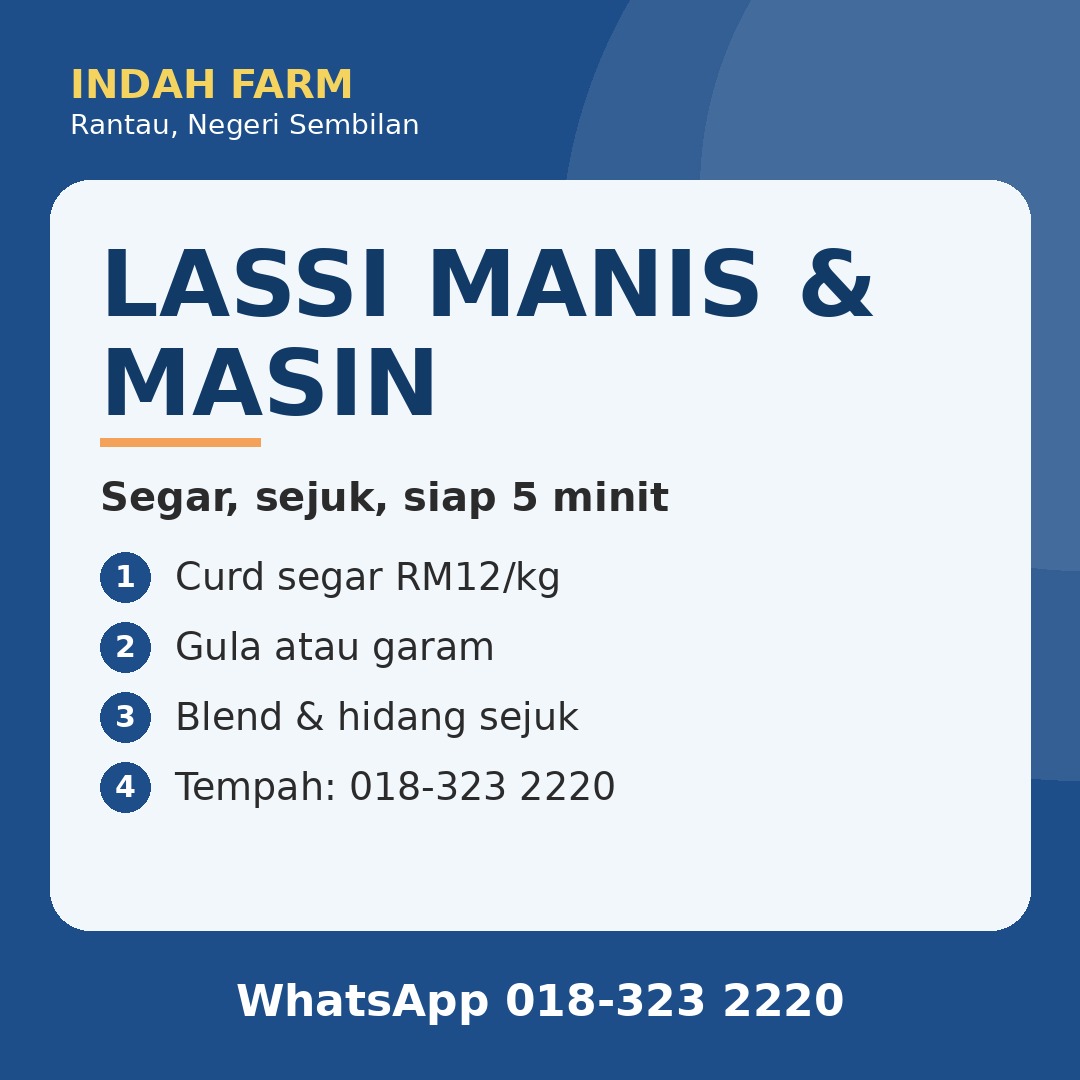 INDAH FARM
Rantau, Negeri Sembilan
LASSI MANIS &
MASIN
Segar, sejuk, siap 5 minit
1 Curd segar RM12/kg
2 Gula atau garam
3 Blend & hidang sejuk
4 Tempah: 018-323 2220
WhatsApp 018-323 2220